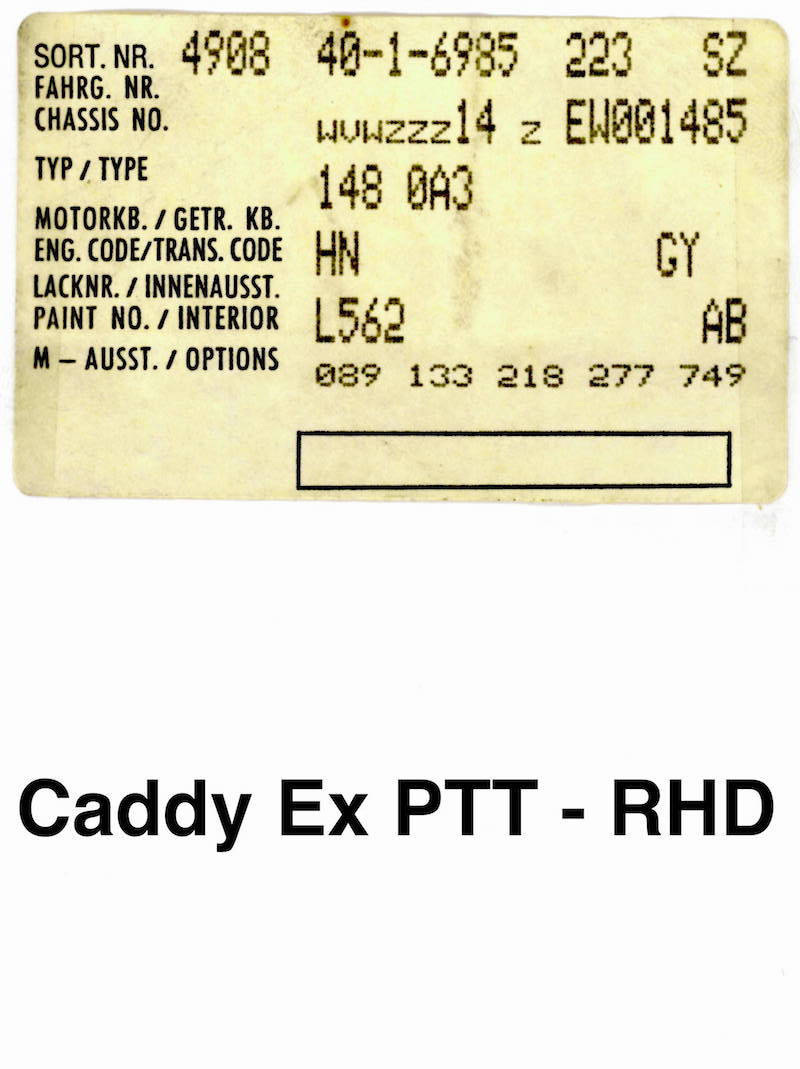 SORT. NR. 4908 40-1-6985 223 SZ
FAHRG. NR.
CHASSIS NO. WVWZZZ14 Z EW001485
TYP / TYPE 148 0A3
MOTORKB. / GETR. KB.
ENG. CODE/TRANS. CODE HN GY
LACKNR. / INNENAUSST.
PAINT NO. / INTERIOR L562 AB
M – AUSST. / OPTIONS 089 133 218 277 749
Caddy Ex PTT - RHD